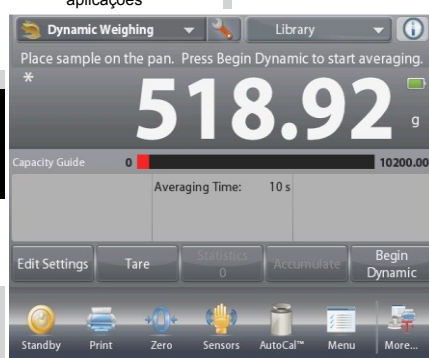 aplicações
Dynamic Weighing Library
Place sample on the pan. Press Begin Dynamic to start averaging.
* 518.92 g
Capacity Guide 0 10200.00
Averaging Time: 10 s
Edit Settings Tare Statistics 0 Accumulate Begin Dynamic
Standby Print Zero Sensors AutoCal™ Menu More...